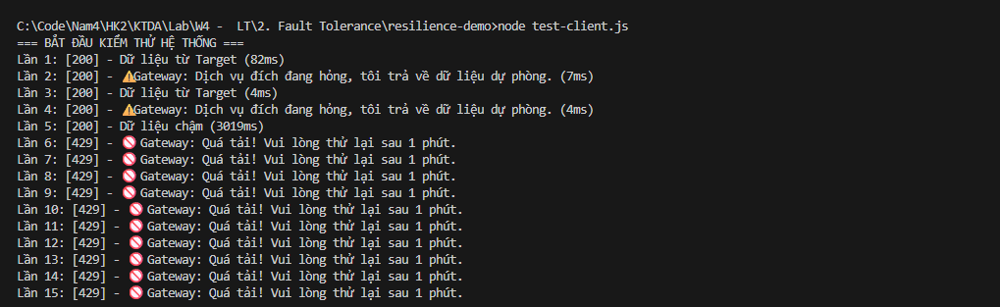 C:\Code\Nam4\HK2\KTDA\Lab\W4 -  LT\2. Fault Tolerance\resilience-demo>node test-client.js
=== BẮT ĐẦU KIỂM THỬ HỆ THỐNG ===
Lần 1: [200] - Dữ liệu từ Target (82ms)
Lần 2: [200] - ⚠️Gateway: Dịch vụ đích đang hỏng, tôi trả về dữ liệu dự phòng. (7ms)
Lần 3: [200] - Dữ liệu từ Target (4ms)
Lần 4: [200] - ⚠️Gateway: Dịch vụ đích đang hỏng, tôi trả về dữ liệu dự phòng. (4ms)
Lần 5: [200] - Dữ liệu chậm (3019ms)
Lần 6: [429] - 🚫 Gateway: Quá tải! Vui lòng thử lại sau 1 phút.
Lần 7: [429] - 🚫 Gateway: Quá tải! Vui lòng thử lại sau 1 phút.
Lần 8: [429] - 🚫 Gateway: Quá tải! Vui lòng thử lại sau 1 phút.
Lần 9: [429] - 🚫 Gateway: Quá tải! Vui lòng thử lại sau 1 phút.
Lần 10: [429] - 🚫 Gateway: Quá tải! Vui lòng thử lại sau 1 phút.
Lần 11: [429] - 🚫 Gateway: Quá tải! Vui lòng thử lại sau 1 phút.
Lần 12: [429] - 🚫 Gateway: Quá tải! Vui lòng thử lại sau 1 phút.
Lần 13: [429] - 🚫 Gateway: Quá tải! Vui lòng thử lại sau 1 phút.
Lần 14: [429] - 🚫 Gateway: Quá tải! Vui lòng thử lại sau 1 phút.
Lần 15: [429] - 🚫 Gateway: Quá tải! Vui lòng thử lại sau 1 phút.